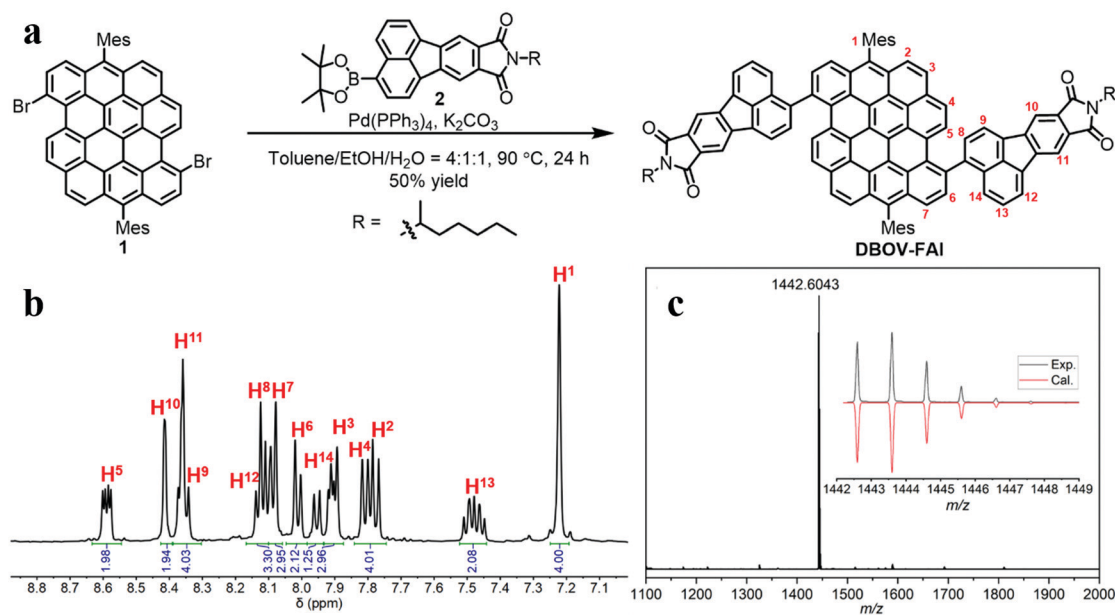 a
Mes
Br
Br
Mes
1
O
B
O
2
O
N
R
O
Pd(PPh₃)₄, K₂CO₃
Toluene/EtOH/H₂O = 4:1:1, 90 °C, 24 h
50% yield
R =
1 Mes
2
3
4
5
6
7
8
9
10
11
12
13
14
O
N
R
O
O
R
N
O
Mes
DBOV-FAI
b
H⁵
H¹⁰
H¹¹
H⁹
H¹²
H⁸
H⁷
H⁶
H¹⁴
H³
H⁴
H²
H¹³
H¹
1.98
1.94
4.03
3.30
2.95
2.12
1.25
2.96
4.01
2.08
4.00
8.8 8.7 8.6 8.5 8.4 8.3 8.2 8.1 8.0 7.9 7.8 7.7 7.6 7.5 7.4 7.3 7.2 7.1
δ (ppm)
c
1442.6043
Exp.
Cal.
1442 1443 1444 1445 1446 1447 1448 1449
m/z
1100 1200 1300 1400 1500 1600 1700 1800 1900 2000
m/z